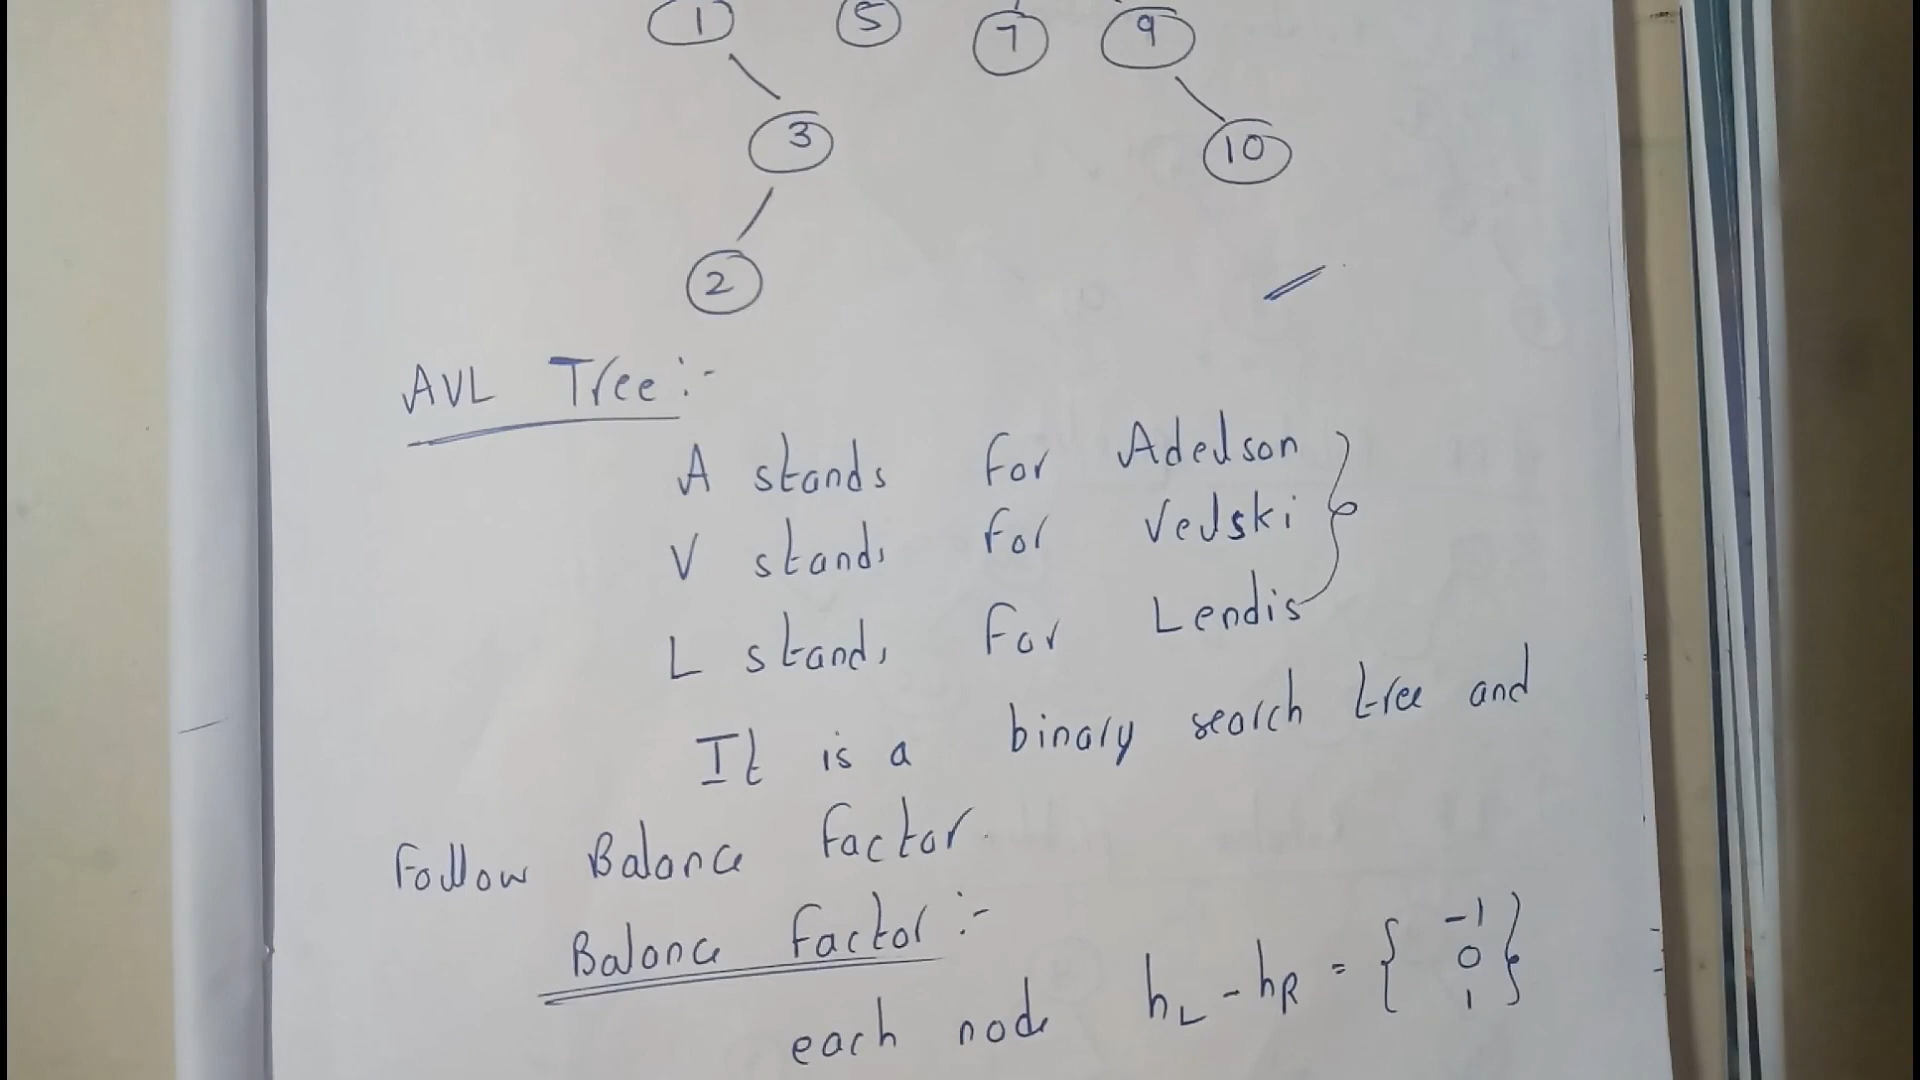 1 5 7 9
3 10
2
AVL Tree :-
A stands for Adelson
V stands for Velski
L stands for Lendis
It is a binary search tree and
Follow Balance factor.
Balance factor :-
each node hL - hR = { -1 0 1 }